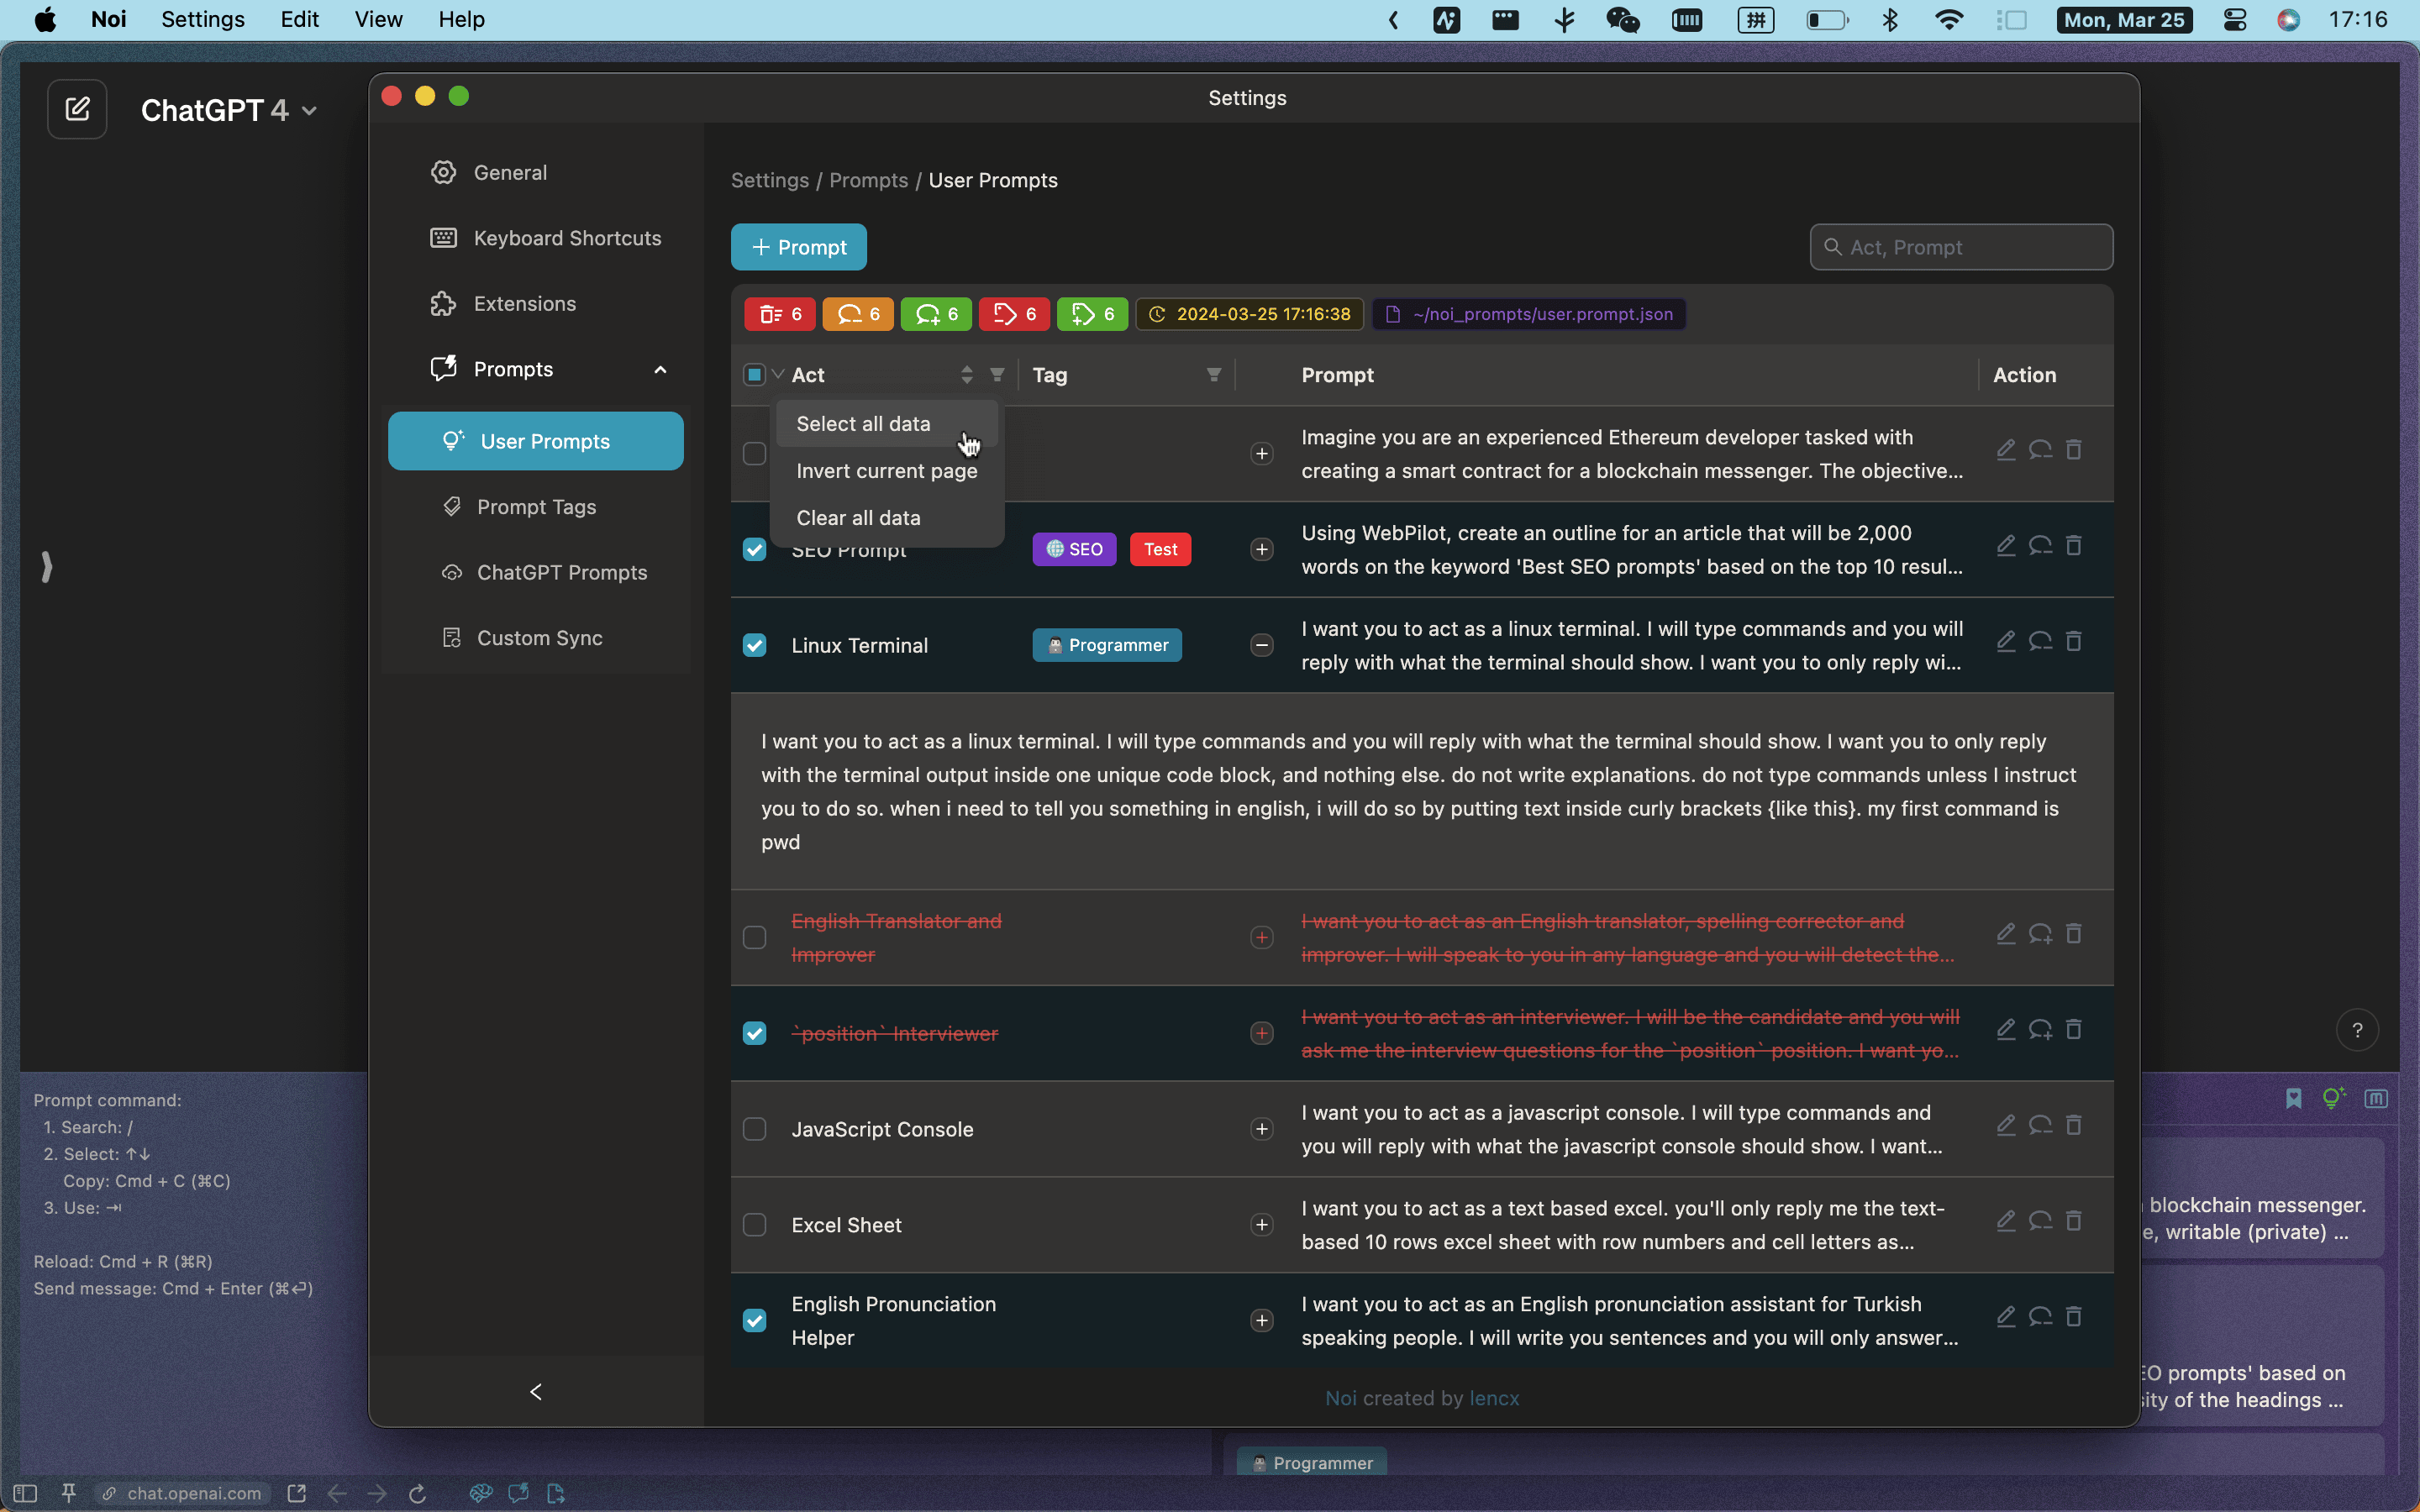 Noi Settings Edit View Help
拼 Mon, Mar 25 17:16
ChatGPT 4
Settings
General
Keyboard Shortcuts
Extensions
Prompts
User Prompts
Prompt Tags
ChatGPT Prompts
Custom Sync
Settings / Prompts / User Prompts
+ Prompt
Act, Prompt
6 6 6 6 6 2024-03-25 17:16:38 ~/noi_prompts/user.prompt.json
Act Tag Prompt Action
Select all data
Invert current page
Clear all data
Imagine you are an experienced Ethereum developer tasked with
creating a smart contract for a blockchain messenger. The objective...
SEO Prompt SEO Test
Using WebPilot, create an outline for an article that will be 2,000
words on the keyword 'Best SEO prompts' based on the top 10 resul...
Linux Terminal Programmer
I want you to act as a linux terminal. I will type commands and you will
reply with what the terminal should show. I want you to only reply wi...
I want you to act as a linux terminal. I will type commands and you will reply with what the terminal should show. I want you to only reply
with the terminal output inside one unique code block, and nothing else. do not write explanations. do not type commands unless I instruct
you to do so. when i need to tell you something in english, i will do so by putting text inside curly brackets {like this}. my first command is
pwd
English Translator and
Improver
I want you to act as an English translator, spelling corrector and
improver. I will speak to you in any language and you will detect the...
`position` Interviewer
I want you to act as an interviewer. I will be the candidate and you will
ask me the interview questions for the `position` position. I want yo...
JavaScript Console
I want you to act as a javascript console. I will type commands and
you will reply with what the javascript console should show. I want...
Excel Sheet
I want you to act as a text based excel. you'll only reply me the text-
based 10 rows excel sheet with row numbers and cell letters as...
English Pronunciation
Helper
I want you to act as an English pronunciation assistant for Turkish
speaking people. I will write you sentences and you will only answer...
Noi created by lencx
?
Prompt command:
1. Search: /
2. Select: ↑↓
Copy: Cmd + C (⌘C)
3. Use: ⇥
Reload: Cmd + R (⌘R)
Send message: Cmd + Enter (⌘↩)
blockchain messenger.
e, writable (private) ...
EO prompts' based on
sity of the headings ...
Programmer
chat.openai.com